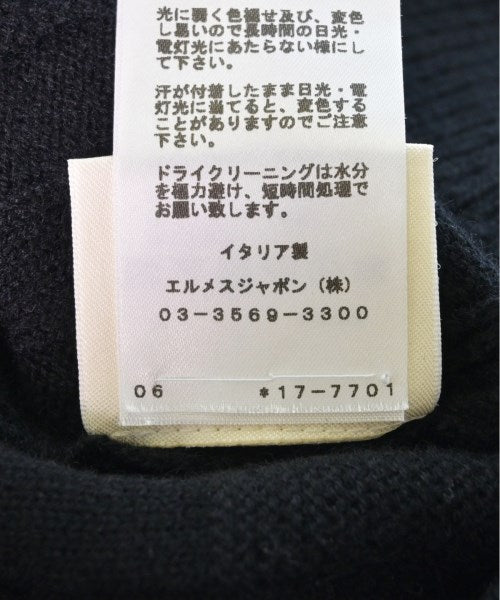 光に弱く色褪せ及び、変色
し易いので長時間の日光・
電灯光にあたらない様にし
て下さい。
汗が付着したまま日光・電
灯光に当てると、変色する
ことがありますのでご注意
下さい。
ドライクリーニングは水分
を極力避け、短時間処理で
お願い致します。
イタリア製
エルメスジャポン（株）
03-3569-3300
06 *17-7701